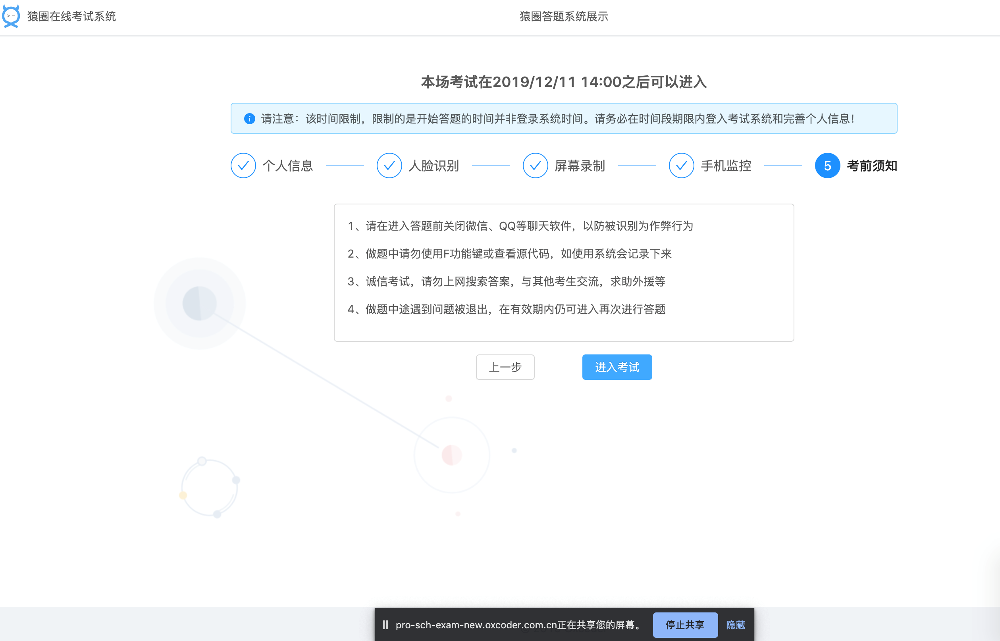 猿圈在线考试系统
猿圈答题系统展示
本场考试在2019/12/11 14:00之后可以进入
请注意：该时间限制，限制的是开始答题的时间并非登录系统时间。请务必在时间段期限内登入考试系统和完善个人信息！
个人信息
人脸识别
屏幕录制
手机监控
5 考前须知
1、请在进入答题前关闭微信、QQ等聊天软件，以防被识别为作弊行为
2、做题中请勿使用F功能键或查看源代码，如使用系统会记录下来
3、诚信考试，请勿上网搜索答案，与其他考生交流，求助外援等
4、做题中途遇到问题被退出，在有效期内仍可进入再次进行答题
上一步
进入考试
pro-sch-exam-new.oxcoder.com.cn正在共享您的屏幕。
停止共享
隐藏